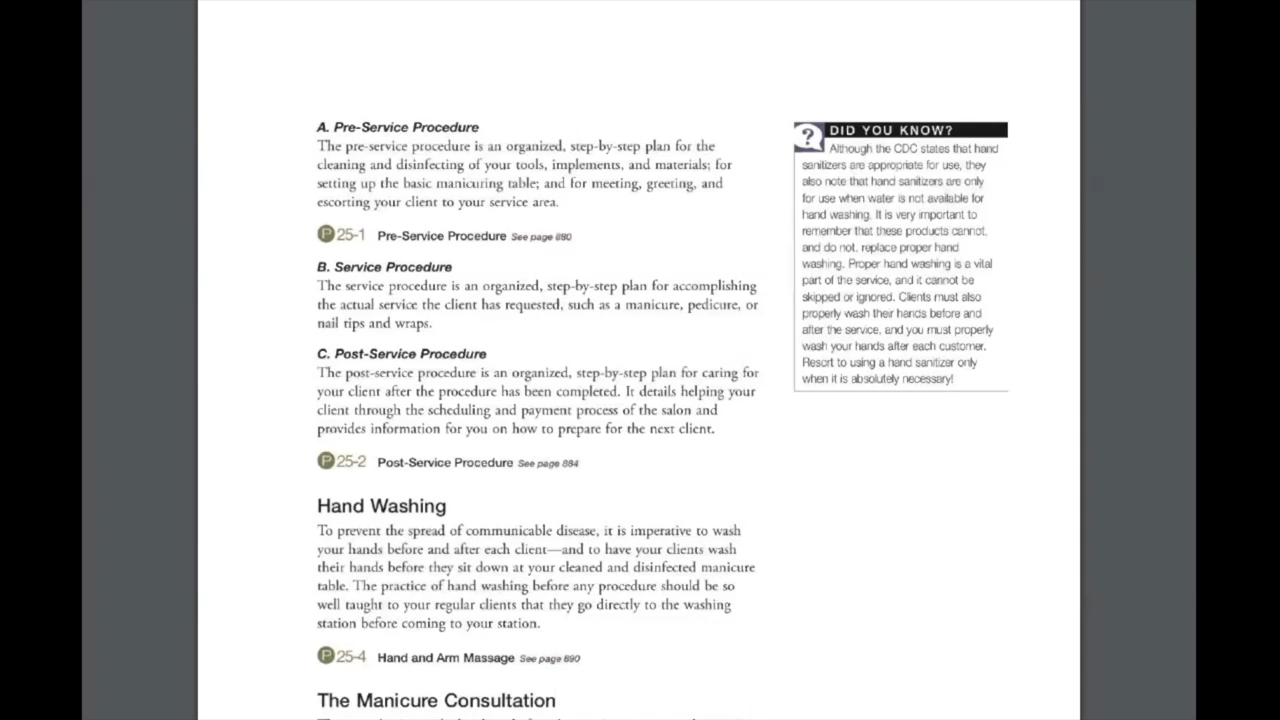 A. Pre-Service Procedure
The pre-service procedure is an organized, step-by-step plan for the
cleaning and disinfecting of your tools, implements, and materials; for
setting up the basic manicuring table; and for meeting, greeting, and
escorting your client to your service area.
P 25-1 Pre-Service Procedure See page 880
B. Service Procedure
The service procedure is an organized, step-by-step plan for accomplishing
the actual service the client has requested, such as a manicure, pedicure, or
nail tips and wraps.
C. Post-Service Procedure
The post-service procedure is an organized, step-by-step plan for caring for
your client after the procedure has been completed. It details helping your
client through the scheduling and payment process of the salon and
provides information for you on how to prepare for the next client.
P 25-2 Post-Service Procedure See page 884
Hand Washing
To prevent the spread of communicable disease, it is imperative to wash
your hands before and after each client—and to have your clients wash
their hands before they sit down at your cleaned and disinfected manicure
table. The practice of hand washing before any procedure should be so
well taught to your regular clients that they go directly to the washing
station before coming to your station.
P 25-4 Hand and Arm Massage See page 890
The Manicure Consultation
? DID YOU KNOW?
Although the CDC states that hand
sanitizers are appropriate for use, they
also note that hand sanitizers are only
for use when water is not available for
hand washing. It is very important to
remember that these products cannot,
and do not, replace proper hand
washing. Proper hand washing is a vital
part of the service, and it cannot be
skipped or ignored. Clients must also
properly wash their hands before and
after the service, and you must properly
wash your hands after each customer.
Resort to using a hand sanitizer only
when it is absolutely necessary!